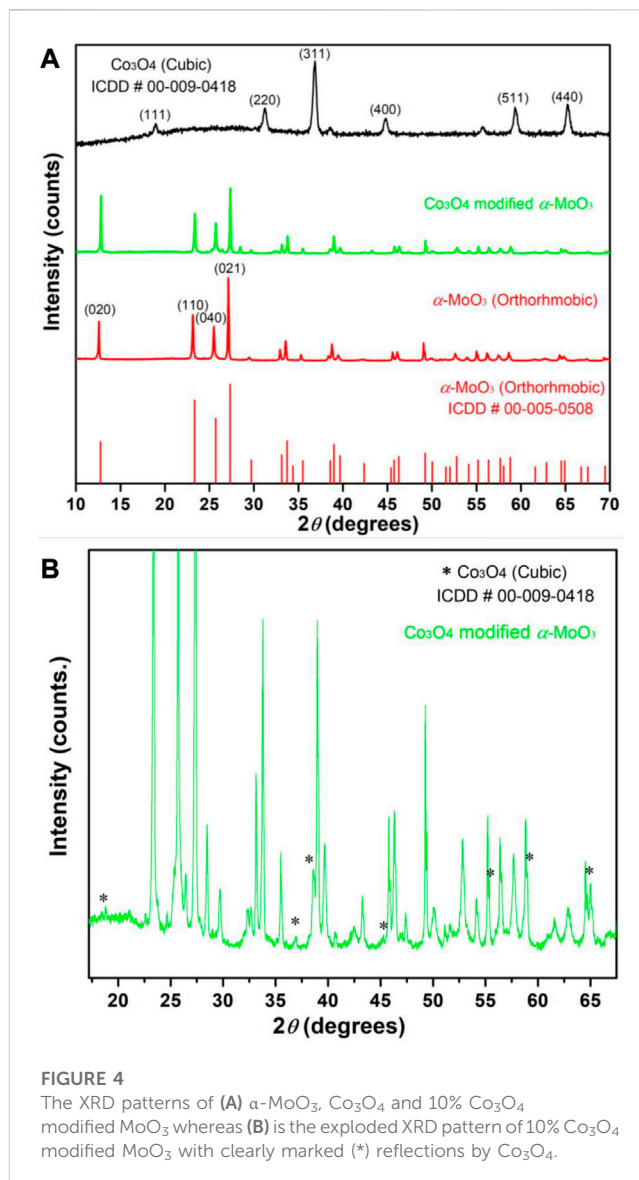 A
Co₃O₄ (Cubic)
ICDD # 00-009-0418
(111)
(220)
(311)
(400)
(511)
(440)
Co₃O₄ modified α-MoO₃
(020)
(110)
(040)
(021)
α-MoO₃ (Orthorhmobic)
α-MoO₃ (Orthorhmobic)
ICDD # 00-005-0508
Intensity (counts)
10 15 20 25 30 35 40 45 50 55 60 65 70
2θ (degrees)
B
* Co₃O₄ (Cubic)
ICDD # 00-009-0418
Co₃O₄ modified α-MoO₃
* * * * * * *
Intensity (counts.)
20 25 30 35 40 45 50 55 60 65
2θ (degrees)
FIGURE 4
The XRD patterns of (A) α-MoO₃, Co₃O₄ and 10% Co₃O₄
modified MoO₃ whereas (B) is the exploded XRD pattern of 10% Co₃O₄
modified MoO₃ with clearly marked (*) reflections by Co₃O₄.